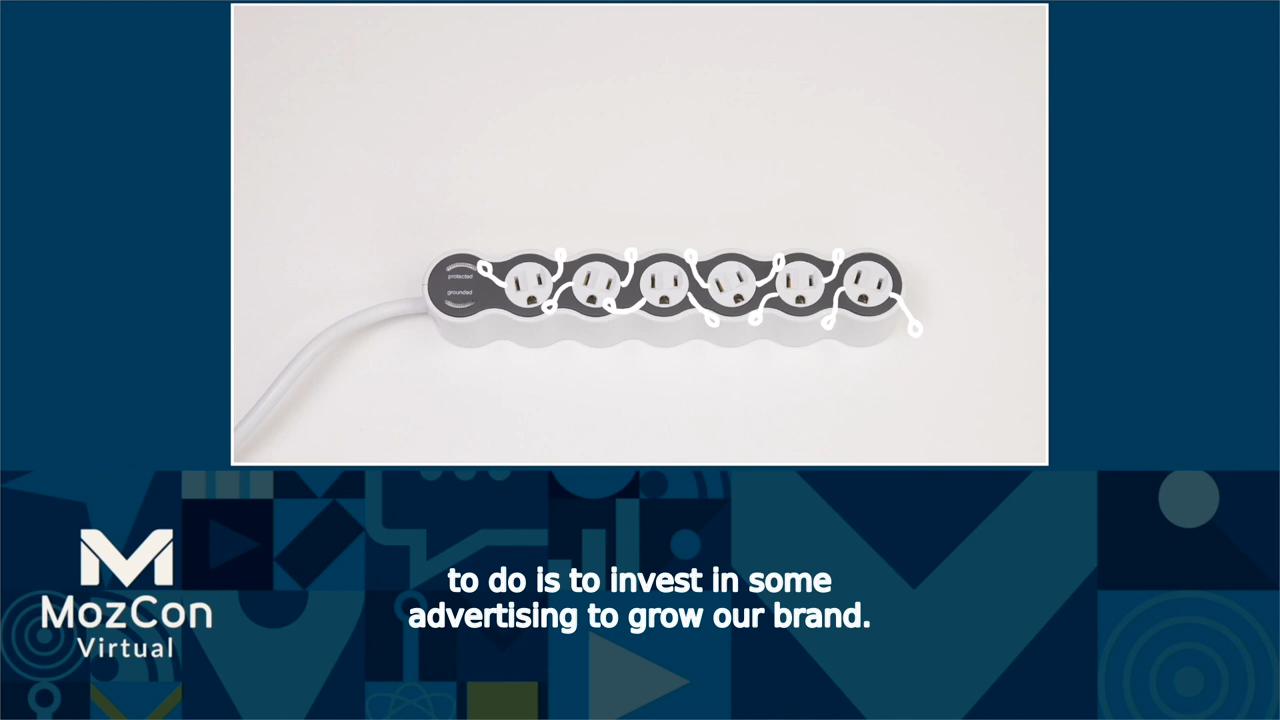 protected
grounded
to do is to invest in some
advertising to grow our brand.
MozCon
Virtual